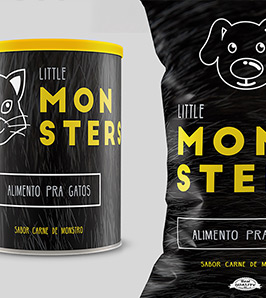 LITTLE
MON
STERS
ALIMENTO PRA GATOS
SABOR CARNE DE MONSTRO
LITTLE
MON
STERS
ALIMENTO PRA
SABOR CARNE DE MONSTRO